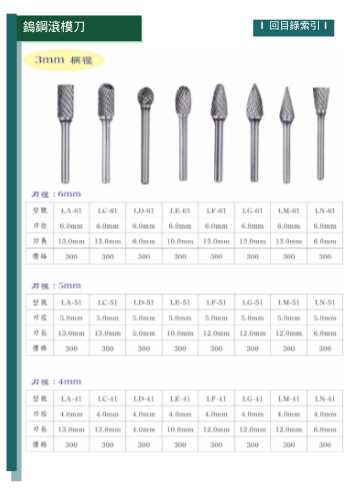 鎢鋼滾模刀
I 回目錄索引 I
3mm 柄徑
刃徑：6mm
型號 LA-61 LC-61 LD-61 LE-61 LF-61 LG-61 LM-61 LN-61
刃徑 6.0mm 6.0mm 6.0mm 6.0mm 6.0mm 6.0mm 6.0mm 6.0mm
刃長 13.0mm 13.0mm 6.0mm 10.0mm 12.0mm 12.0mm 12.0mm 6.0mm
價格 300 300 300 300 300 300 300 300
刃徑：5mm
型號 LA-51 LC-51 LD-51 LE-51 LF-51 LG-51 LM-51 LN-51
刃徑 5.0mm 5.0mm 5.0mm 5.0mm 5.0mm 5.0mm 5.0mm 5.0mm
刃長 13.0mm 13.0mm 5.0mm 10.0mm 12.0mm 12.0mm 12.0mm 6.0mm
價格 300 300 300 300 300 300 300 300
刃徑：4mm
型號 LA-41 LC-41 LD-41 LE-41 LF-41 LG-41 LM-41 LN-41
刃徑 4.0mm 4.0mm 4.0mm 4.0mm 4.0mm 4.0mm 4.0mm 4.0mm
刃長 13.0mm 13.0mm 4.0mm 10.0mm 12.0mm 12.0mm 12.0mm 6.0mm
價格 300 300 300 300 300 300 300 300